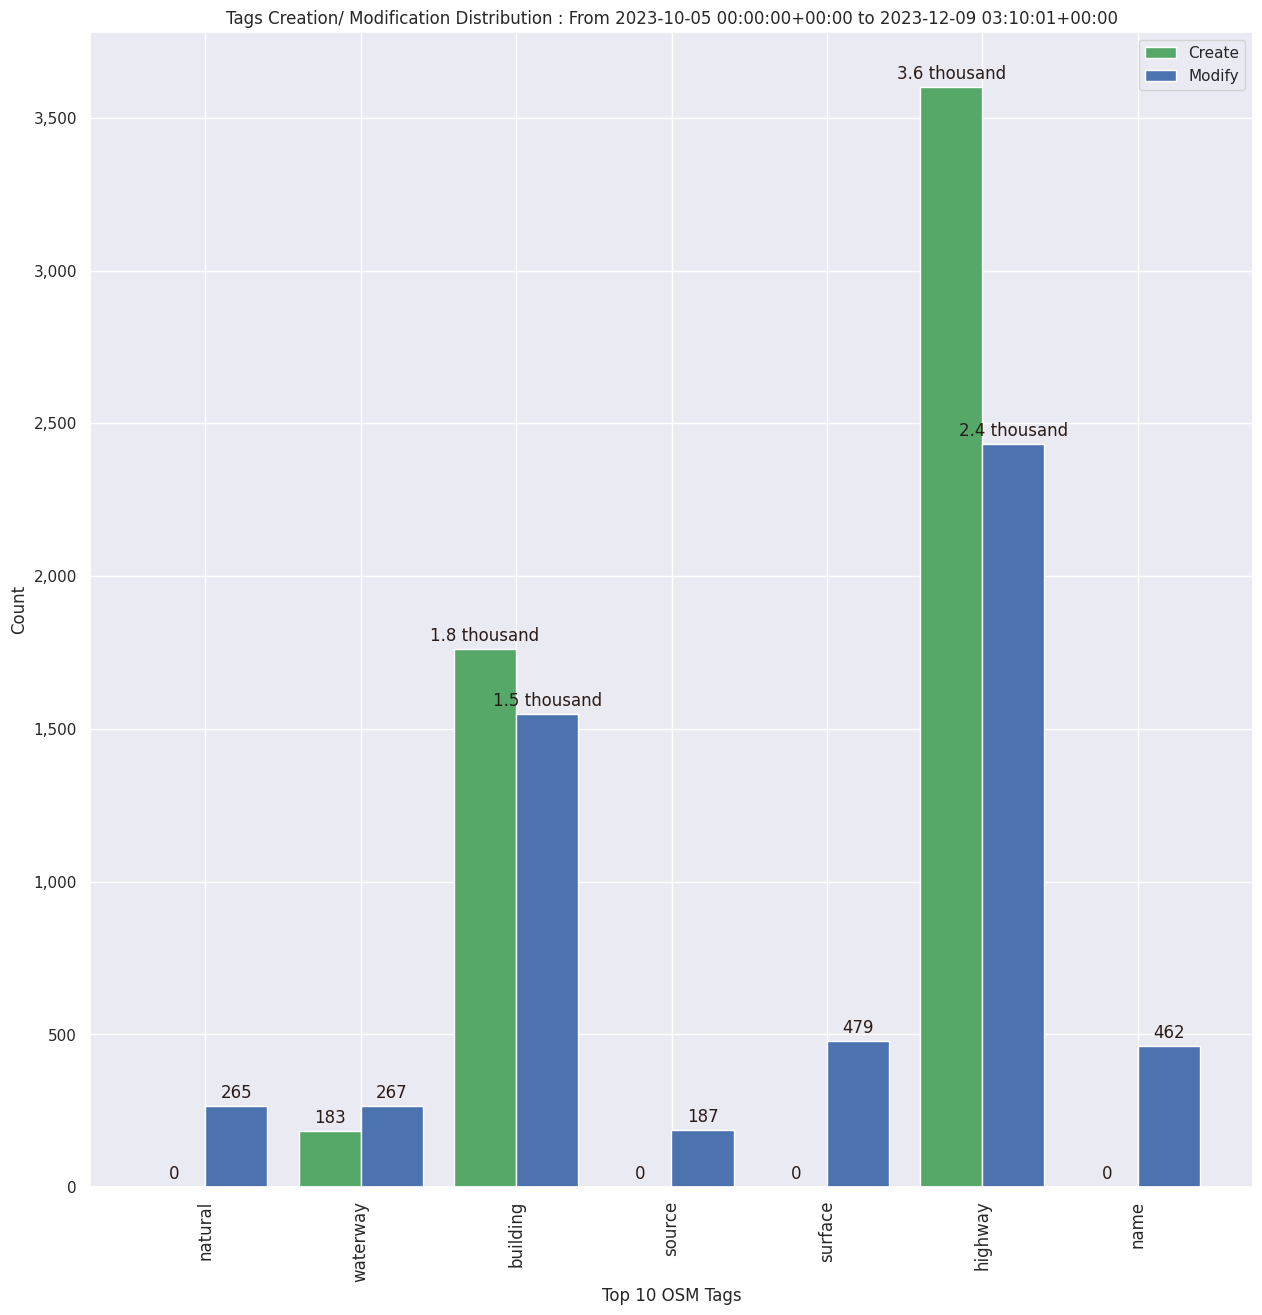 Tags Creation/ Modification Distribution : From 2023-10-05 00:00:00+00:00 to 2023-12-09 03:10:01+00:00
Create
Modify
3.6 thousand
3,500
3,000
2,500
2.4 thousand
2,000
Count
1.8 thousand
1.5 thousand
1,500
1,000
500
479
462
265
267
183
187
0
0
0
0
0
natural
waterway
building
source
surface
highway
name
Top 10 OSM Tags